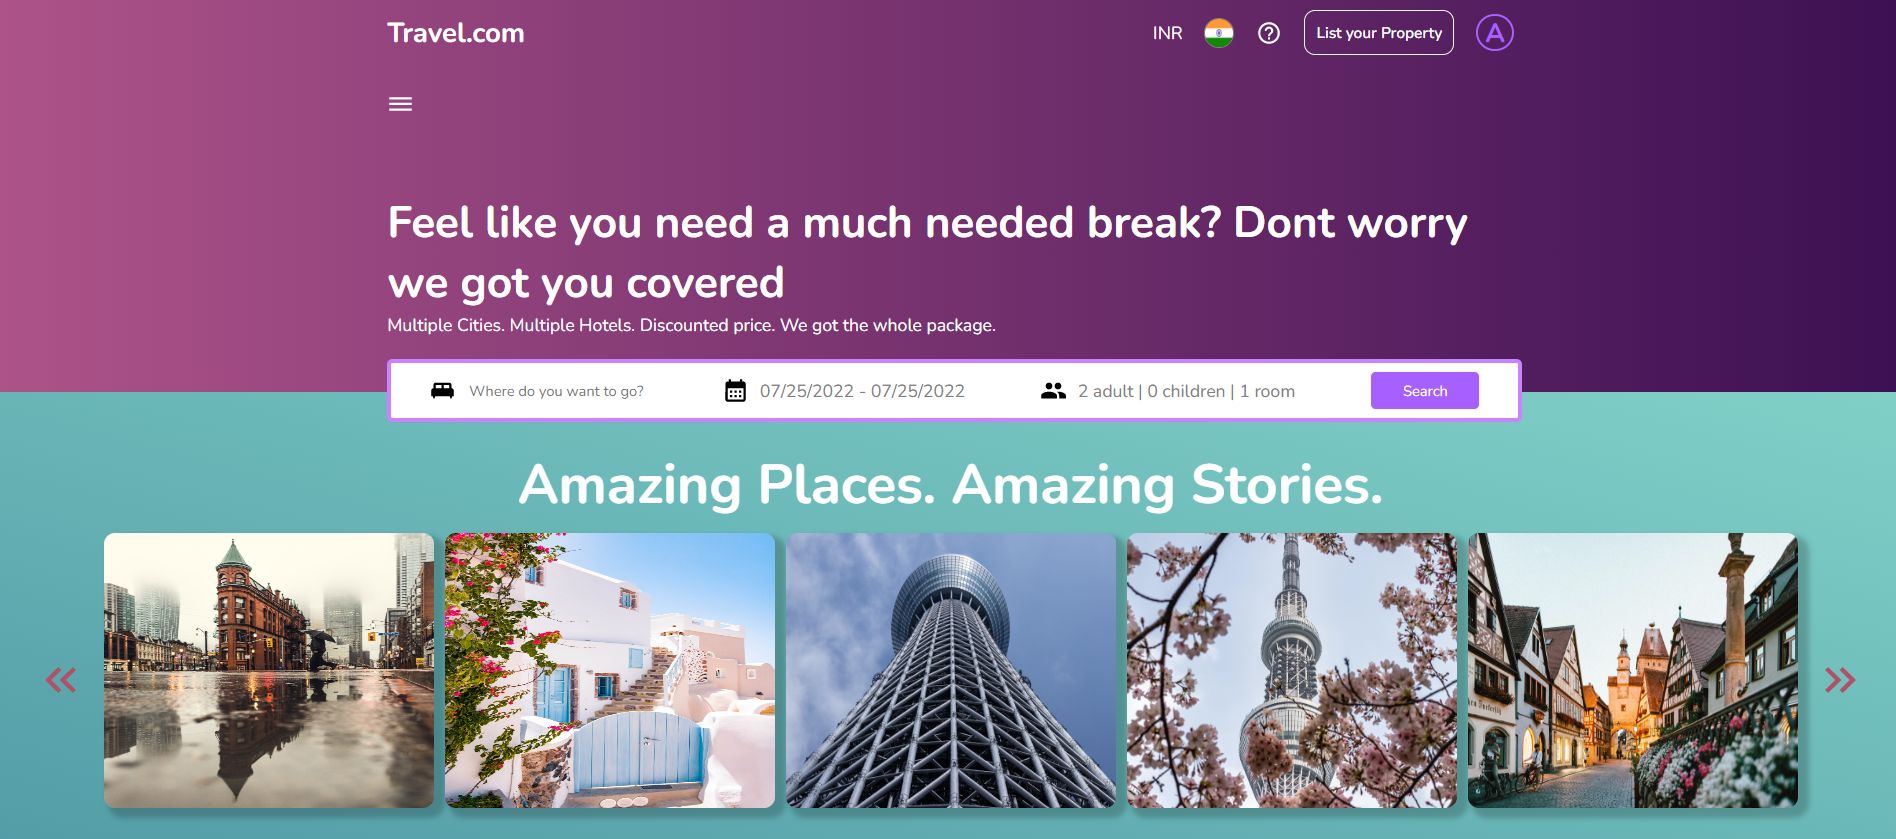 Travel.com
INR
List your Property
A
Feel like you need a much needed break? Dont worry
we got you covered
Multiple Cities. Multiple Hotels. Discounted price. We got the whole package.
Where do you want to go?
07/25/2022 - 07/25/2022
2 adult | 0 children | 1 room
Search
Amazing Places. Amazing Stories.